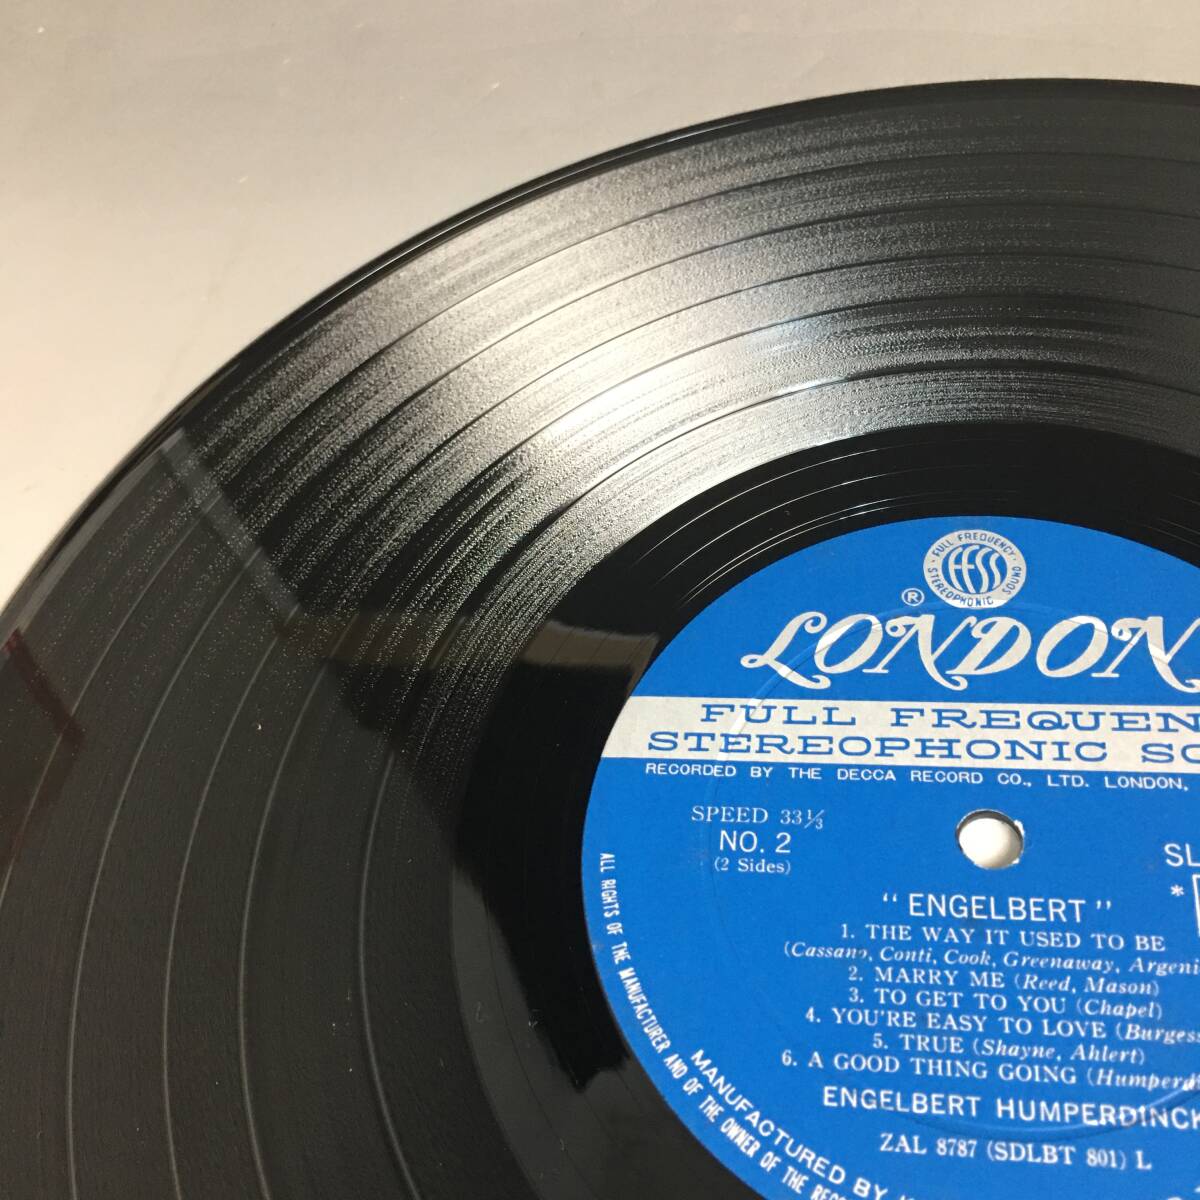 FULL FREQUENCY
STEREOPHONIC SOUND
FFSS
®
LONDON
FULL FREQUEN
STEREOPHONIC SO
RECORDED BY THE DECCA RECORD CO., LTD. LONDON,
SPEED 33⅓
NO. 2
(2 Sides)
SL
*
"ENGELBERT"
1. THE WAY IT USED TO BE
(Cassano, Conti, Cook, Greenaway, Argeni
2. MARRY ME (Reed, Mason)
3. TO GET TO YOU (Chapel)
4. YOU'RE EASY TO LOVE (Burgess
5. TRUE (Shayne, Ahlert)
6. A GOOD THING GOING (Humperdi
ENGELBERT HUMPERDINCK
ZAL 8787 (SDLBT 801) L
ALL RIGHTS OF THE MANUFACTURER AND OF THE OWNER OF THE RECOR
MANUFACTURED BY